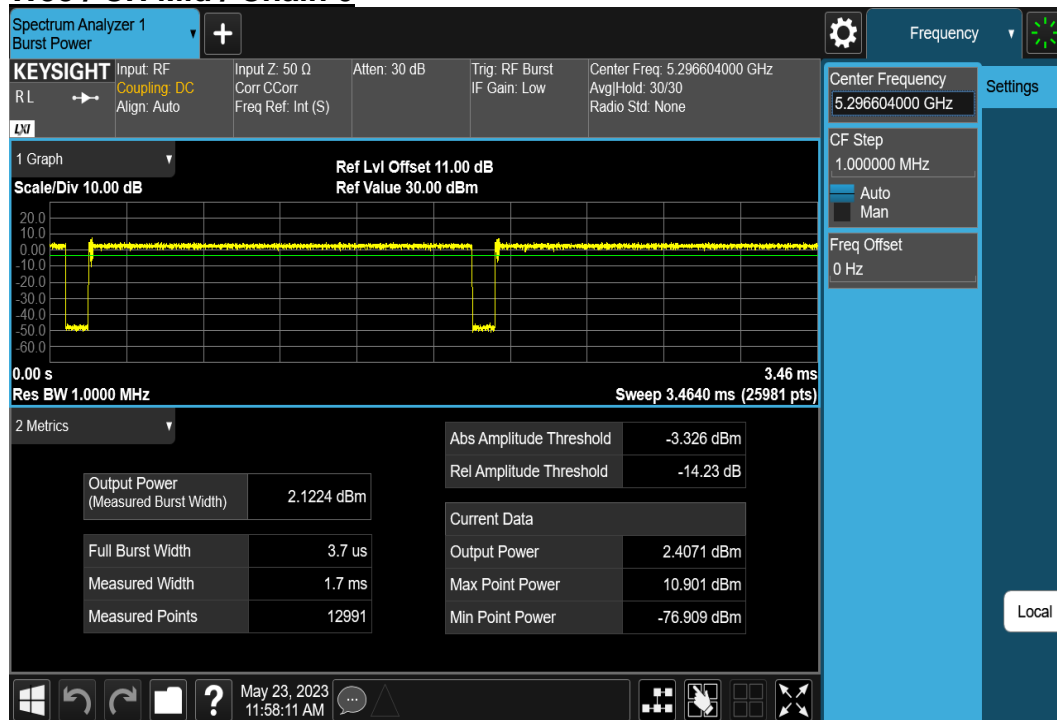 Spectrum Analyzer 1
Burst Power
+
Frequency
KEYSIGHT
R L
LXI
Input: RF
Coupling: DC
Align: Auto
Input Z: 50 Ω
Corr CCorr
Freq Ref: Int (S)
Atten: 30 dB
Trig: RF Burst
IF Gain: Low
Center Freq: 5.296604000 GHz
Avg|Hold: 30/30
Radio Std: None
Center Frequency
5.296604000 GHz
Settings
CF Step
1.000000 MHz
Auto
Man
Freq Offset
0 Hz
1 Graph
Scale/Div 10.00 dB
Ref Lvl Offset 11.00 dB
Ref Value 30.00 dBm
20.0
10.0
0.00
-10.0
-20.0
-30.0
-40.0
-50.0
-60.0
0.00 s
3.46 ms
Res BW 1.0000 MHz
Sweep 3.4640 ms (25981 pts)
2 Metrics
Output Power
(Measured Burst Width)
2.1224 dBm
Full Burst Width 3.7 us
Measured Width 1.7 ms
Measured Points 12991
Abs Amplitude Threshold -3.326 dBm
Rel Amplitude Threshold -14.23 dB
Current Data
Output Power 2.4071 dBm
Max Point Power 10.901 dBm
Min Point Power -76.909 dBm
Local
?
May 23, 2023
11:58:11 AM